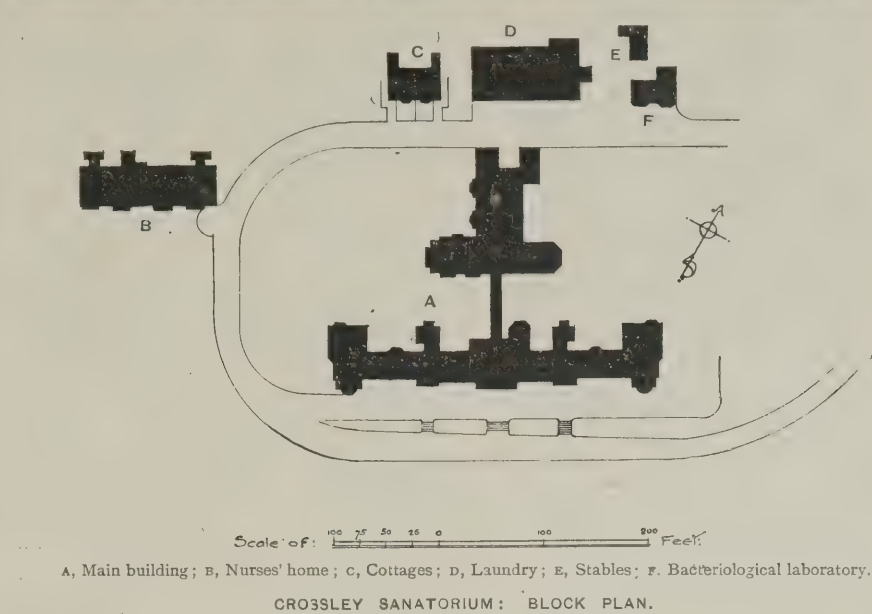 C
D
E
F
B
A
Scale of: 100 75 50 25 0 100 200 Feet.
A, Main building; B, Nurses' home; C, Cottages; D, Laundry; E, Stables; F. Bacteriological laboratory.
CROSSLEY SANATORIUM: BLOCK PLAN.